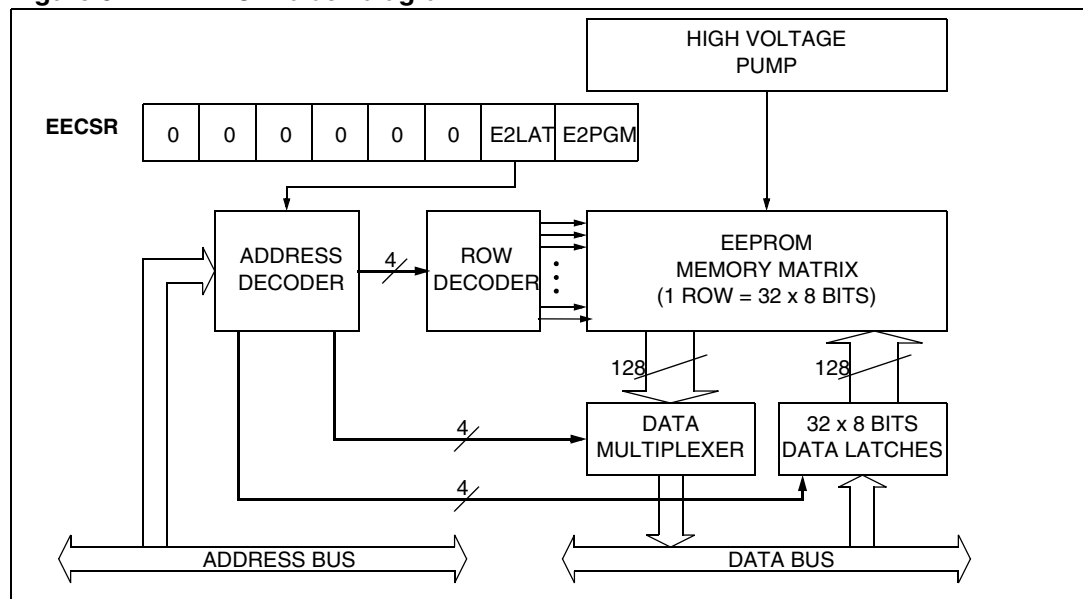 HIGH VOLTAGE
PUMP
EECSR
0 0 0 0 0 0 E2LAT E2PGM
ADDRESS
DECODER
4
ROW
DECODER
EEPROM
MEMORY MATRIX
(1 ROW = 32 x 8 BITS)
128
128
4
DATA
MULTIPLEXER
32 x 8 BITS
DATA LATCHES
4
ADDRESS BUS
DATA BUS